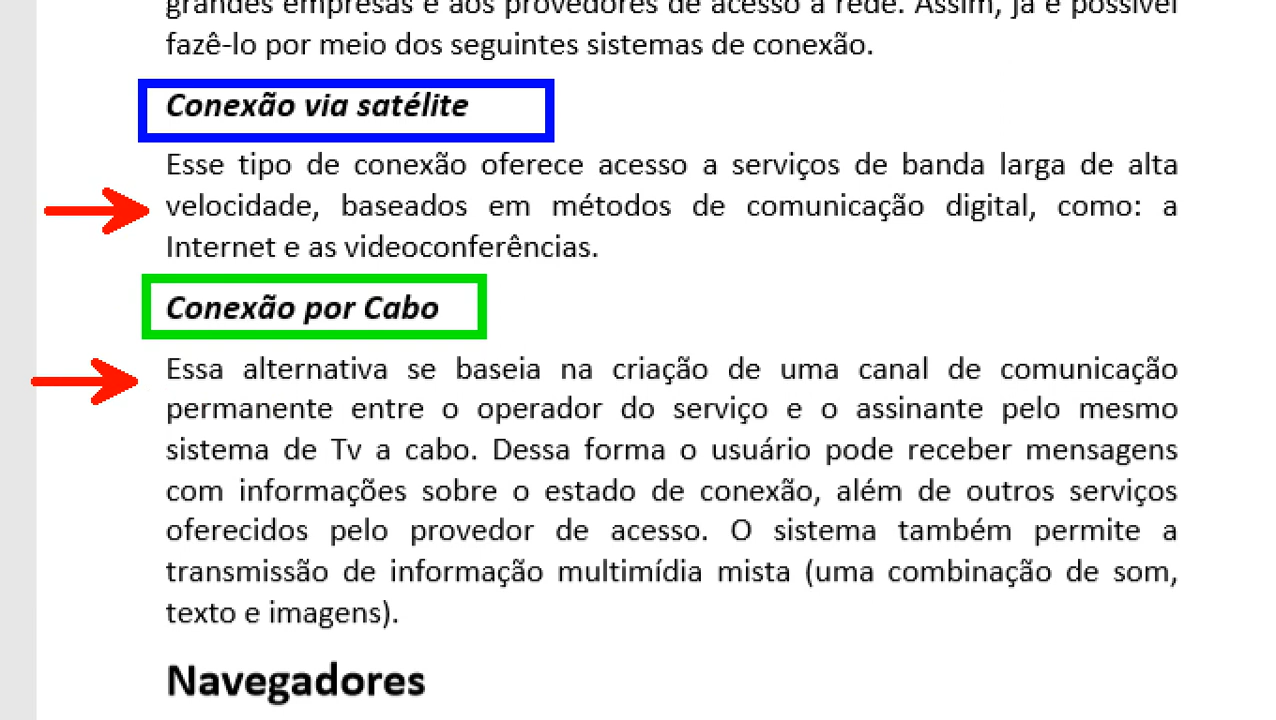 grandes empresas e aos provedores de acesso à rede. Assim, já é possível
fazê-lo por meio dos seguintes sistemas de conexão.
Conexão via satélite
Esse tipo de conexão oferece acesso a serviços de banda larga de alta
velocidade, baseados em métodos de comunicação digital, como: a
Internet e as videoconferências.
Conexão por Cabo
Essa alternativa se baseia na criação de uma canal de comunicação
permanente entre o operador do serviço e o assinante pelo mesmo
sistema de Tv a cabo. Dessa forma o usuário pode receber mensagens
com informações sobre o estado de conexão, além de outros serviços
oferecidos pelo provedor de acesso. O sistema também permite a
transmissão de informação multimídia mista (uma combinação de som,
texto e imagens).
Navegadores